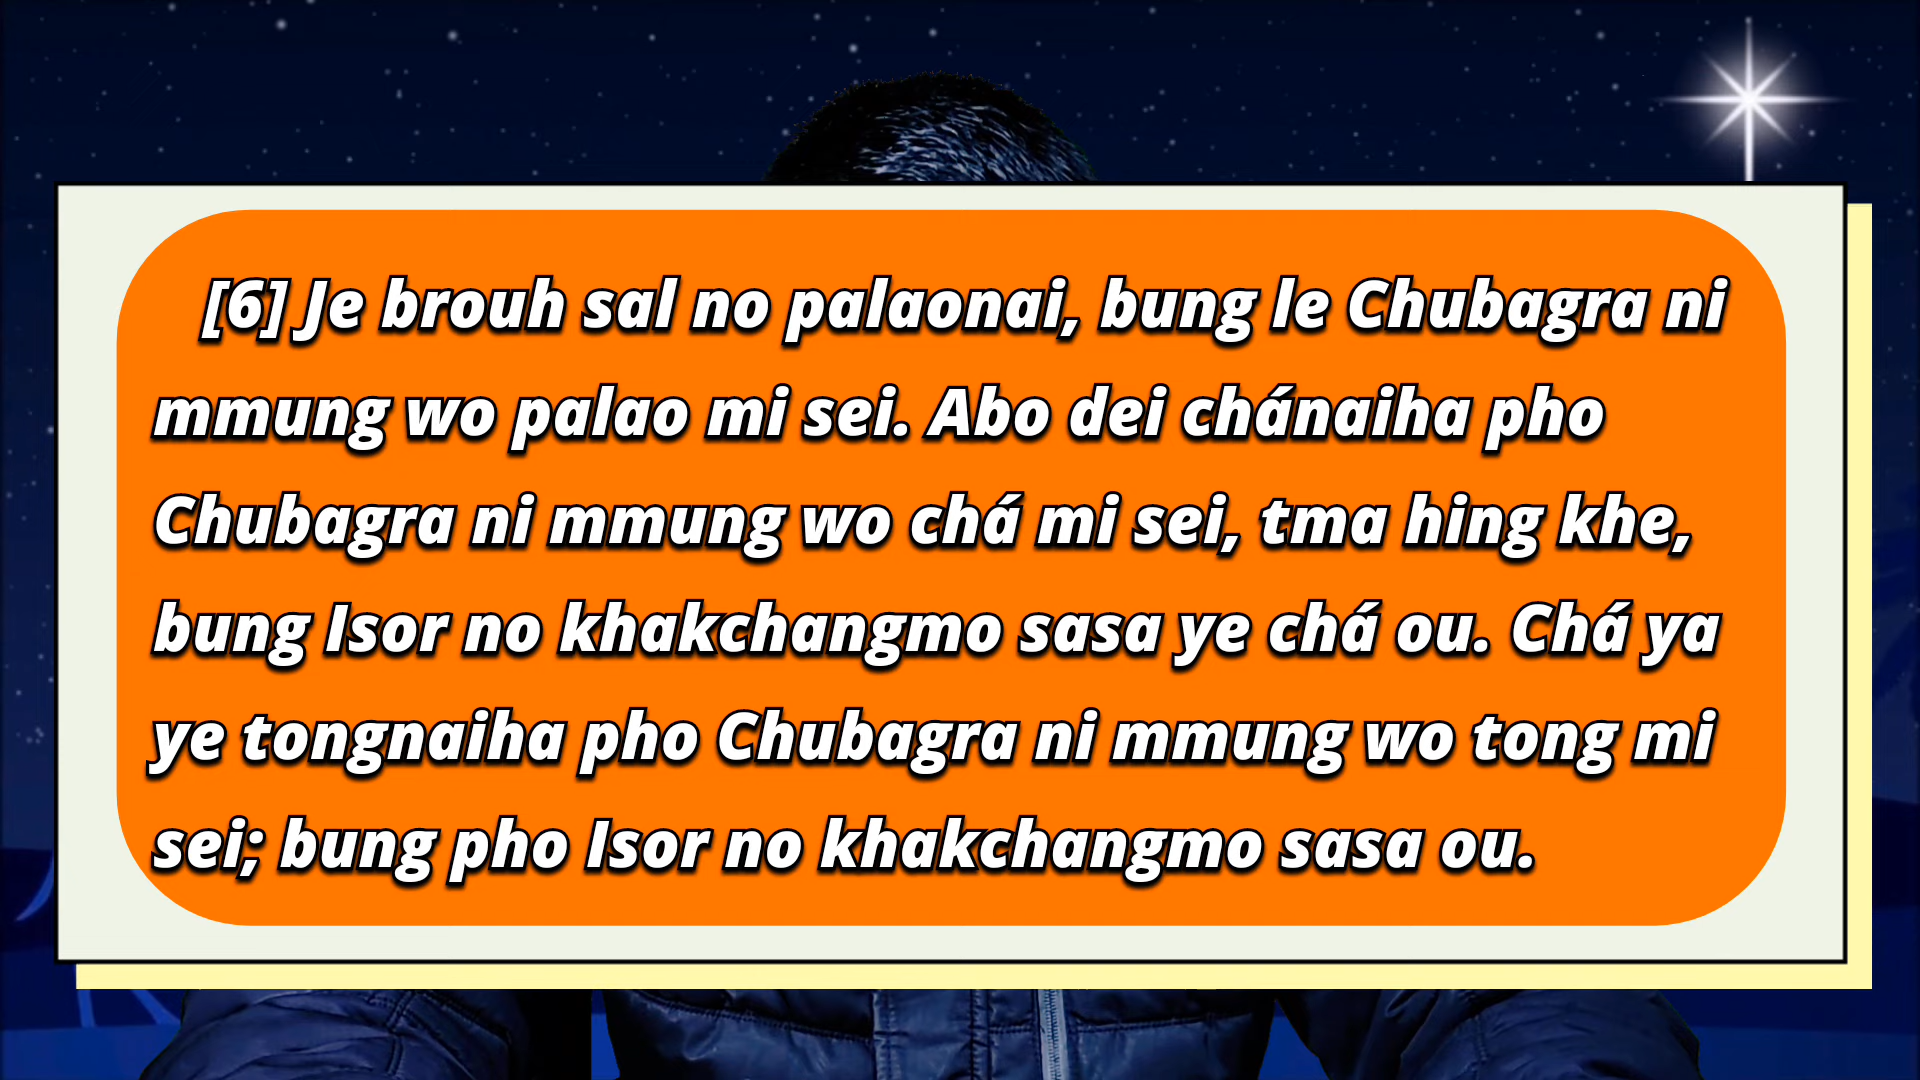 [6] Je brouh sal no palaonai, bung le Chubagra ni
mmung wo palao mi sei. Abo dei chánaiha pho
Chubagra ni mmung wo chá mi sei, tma hing khe,
bung Isor no khakchangmo sasa ye chá ou. Chá ya
ye tongnaiha pho Chubagra ni mmung wo tong mi
sei; bung pho Isor no khakchangmo sasa ou.